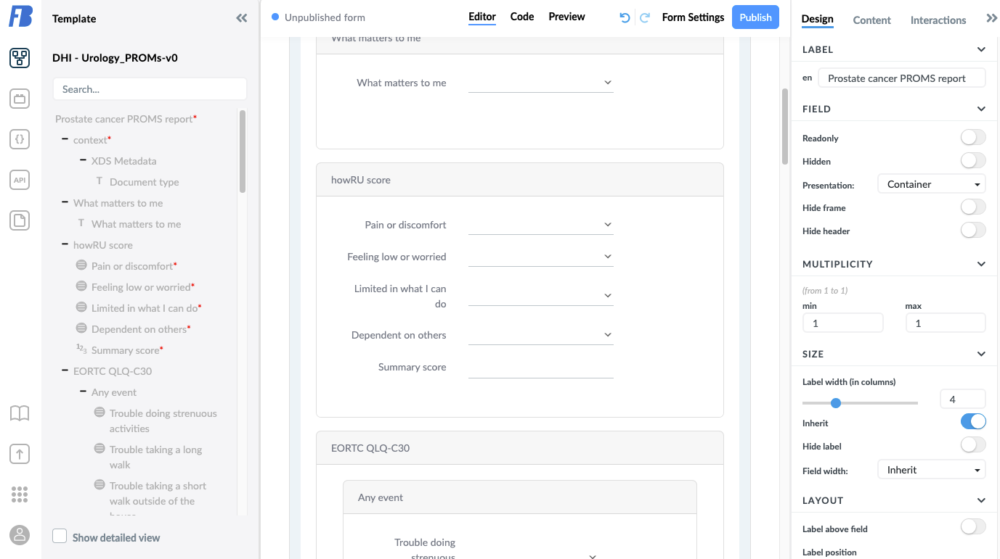 Template
DHI - Urology_PROMs-v0
Search...
Prostate cancer PROMS report*
context*
XDS Metadata
T Document type
What matters to me
T What matters to me
howRU score
Pain or discomfort*
Feeling low or worried*
Limited in what I can do*
Dependent on others*
123 Summary score*
EORTC QLQ-C30
Any event
Trouble doing strenuous
activities
Trouble taking a long
walk
Trouble taking a short
walk outside of the
house
Show detailed view
{}
API
Unpublished form
Editor Code Preview
Form Settings
Publish
What matters to me
What matters to me
howRU score
Pain or discomfort
Feeling low or worried
Limited in what I can
do
Dependent on others
Summary score
EORTC QLQ-C30
Any event
Trouble doing
strenuous
Design Content Interactions
LABEL
en Prostate cancer PROMS report
FIELD
Readonly
Hidden
Presentation: Container
Hide frame
Hide header
MULTIPLICITY
(from 1 to 1)
min max
1 1
SIZE
Label width (in columns)
4
Inherit
Hide label
Field width: Inherit
LAYOUT
Label above field
Label position